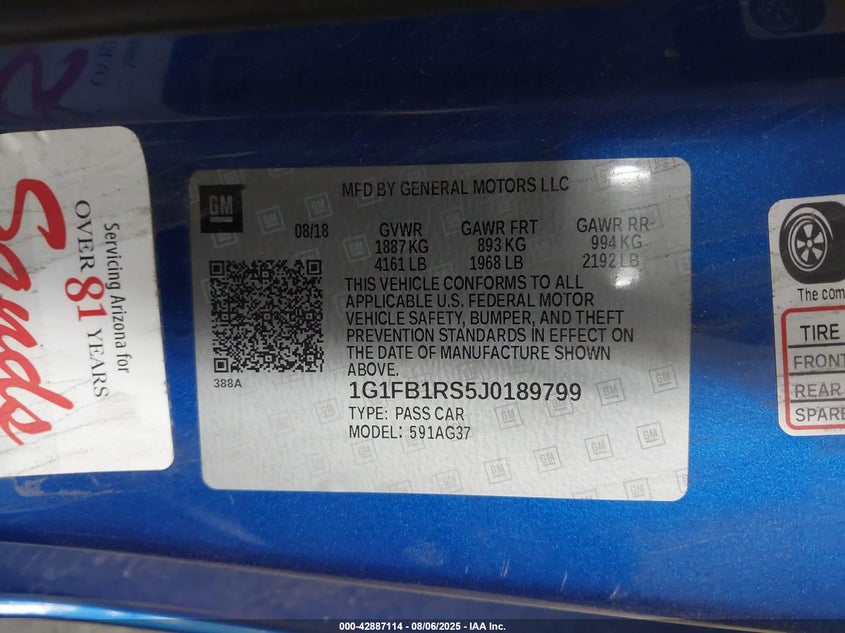 Sands
Servicing Arizona for
OVER 81 YEARS
GM
MFD BY GENERAL MOTORS LLC
08/18 GVWR GAWR FRT GAWR RR-
1887 KG 893 KG 994 KG
4161 LB 1968 LB 2192 LB
THIS VEHICLE CONFORMS TO ALL
APPLICABLE U.S. FEDERAL MOTOR
VEHICLE SAFETY, BUMPER, AND THEFT
PREVENTION STANDARDS IN EFFECT ON
THE DATE OF MANUFACTURE SHOWN
ABOVE.
388A
1G1FB1RS5J0189799
TYPE: PASS CAR
MODEL: 591AG37
The com
TIRE
FRONT
REAR
SPARE
000-42887114 - 08/06/2025 - IAA Inc.